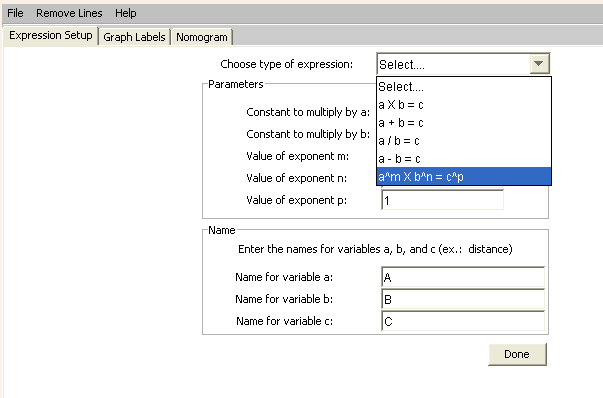 File Remove Lines Help
Expression Setup Graph Labels Nomogram
Choose type of expression: Select....
Parameters
Select....
Constant to multiply by a: a X b = c
Constant to multiply by b: a + b = c
a / b = c
Value of exponent m: a - b = c
Value of exponent n: a^m X b^n = c^p
Value of exponent p: 1
Name
Enter the names for variables a, b, and c (ex.: distance)
Name for variable a: A
Name for variable b: B
Name for variable c: C
Done